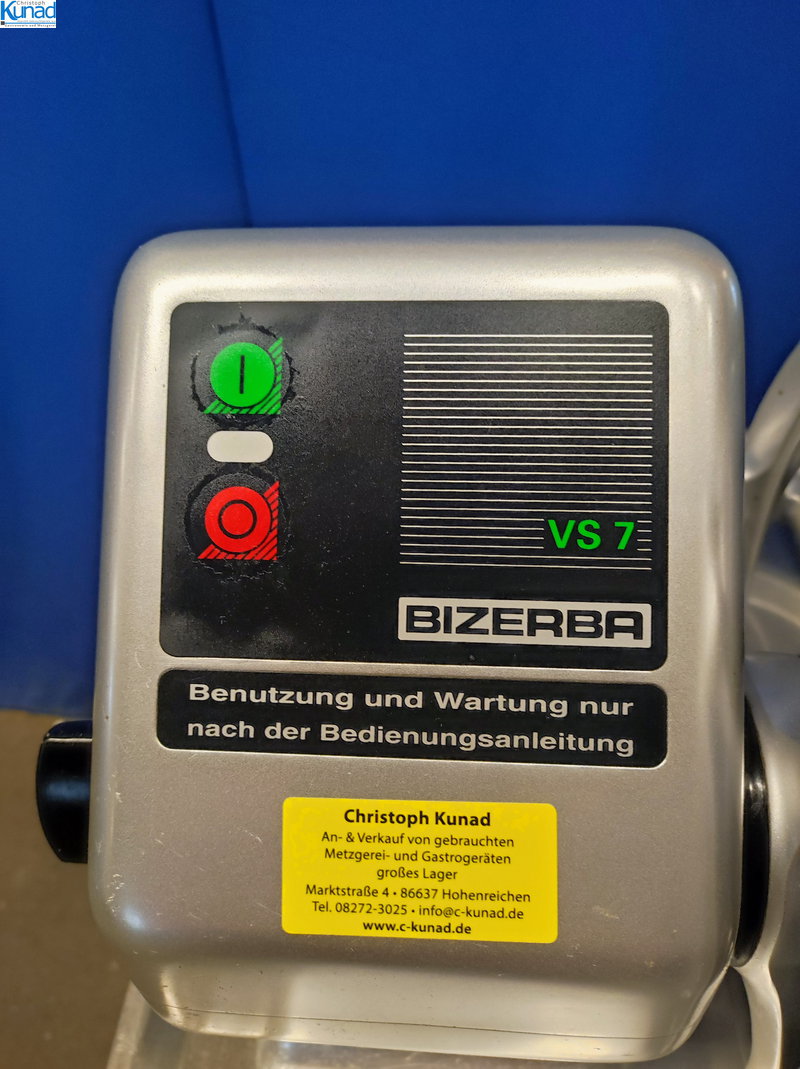 Christoph
Kunad
VS 7
BIZERBA
Benutzung und Wartung nur
nach der Bedienungsanleitung
Christoph Kunad
An- & Verkauf von gebrauchten
Metzgerei- und Gastrogeräten
großes Lager
Marktstraße 4 • 86637 Hohenreichen
Tel. 08272-3025 • info@c-kunad.de
www.c-kunad.de